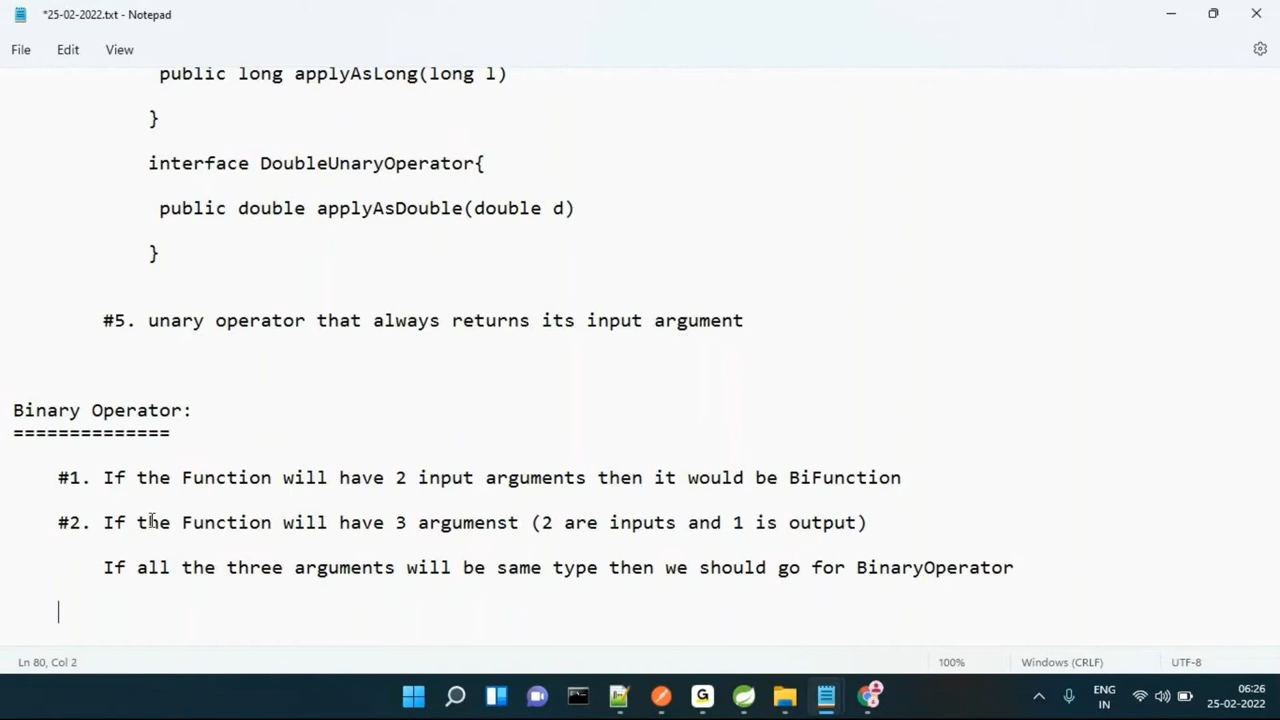 *25-02-2022.txt - Notepad
File Edit View
public long applyAsLong(long l)
}
interface DoubleUnaryOperator{
public double applyAsDouble(double d)
}
#5. unary operator that always returns its input argument
Binary Operator:
==============
#1. If the Function will have 2 input arguments then it would be BiFunction
#2. If the Function will have 3 argumenst (2 are inputs and 1 is output)
If all the three arguments will be same type then we should go for BinaryOperator
Ln 80, Col 2 100% Windows (CRLF) UTF-8
G ENG 06:26
IN 25-02-2022